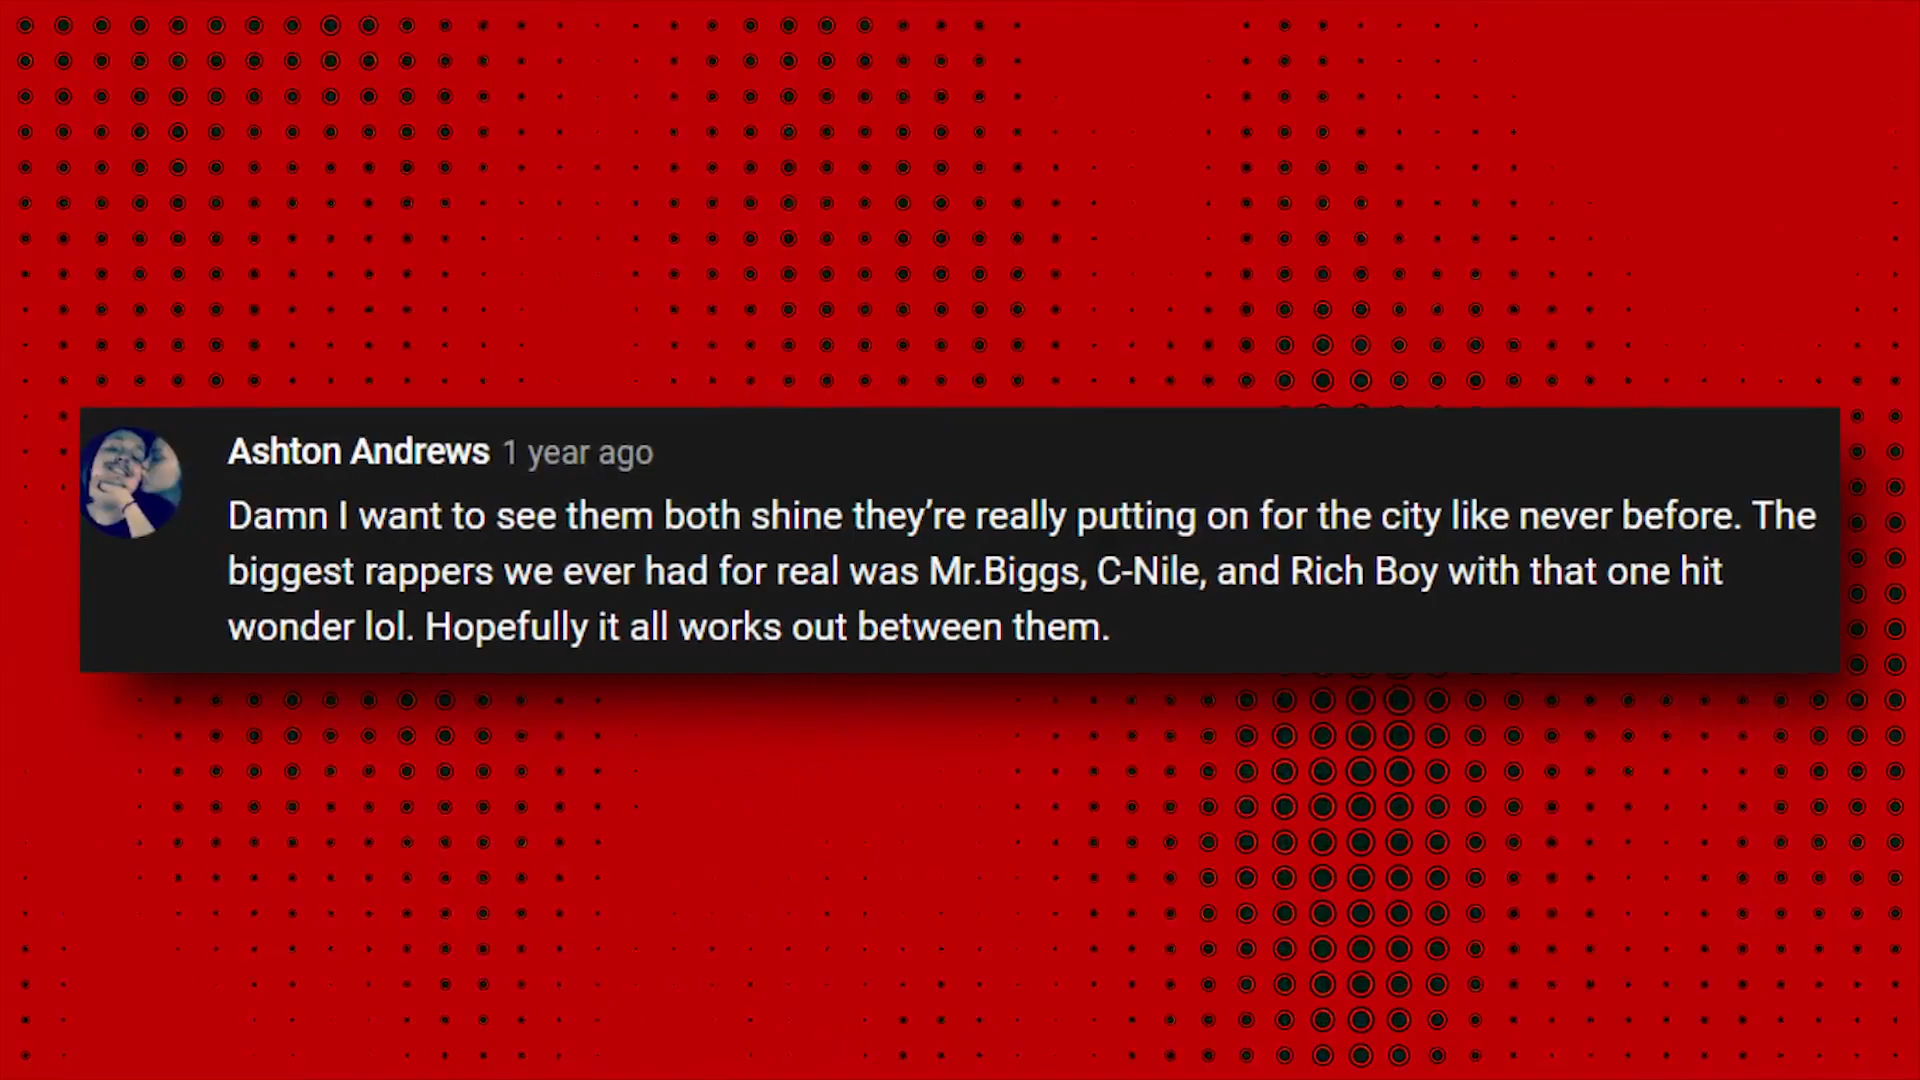 Ashton Andrews 1 year ago
Damn I want to see them both shine they’re really putting on for the city like never before. The
biggest rappers we ever had for real was Mr.Biggs, C-Nile, and Rich Boy with that one hit
wonder lol. Hopefully it all works out between them.